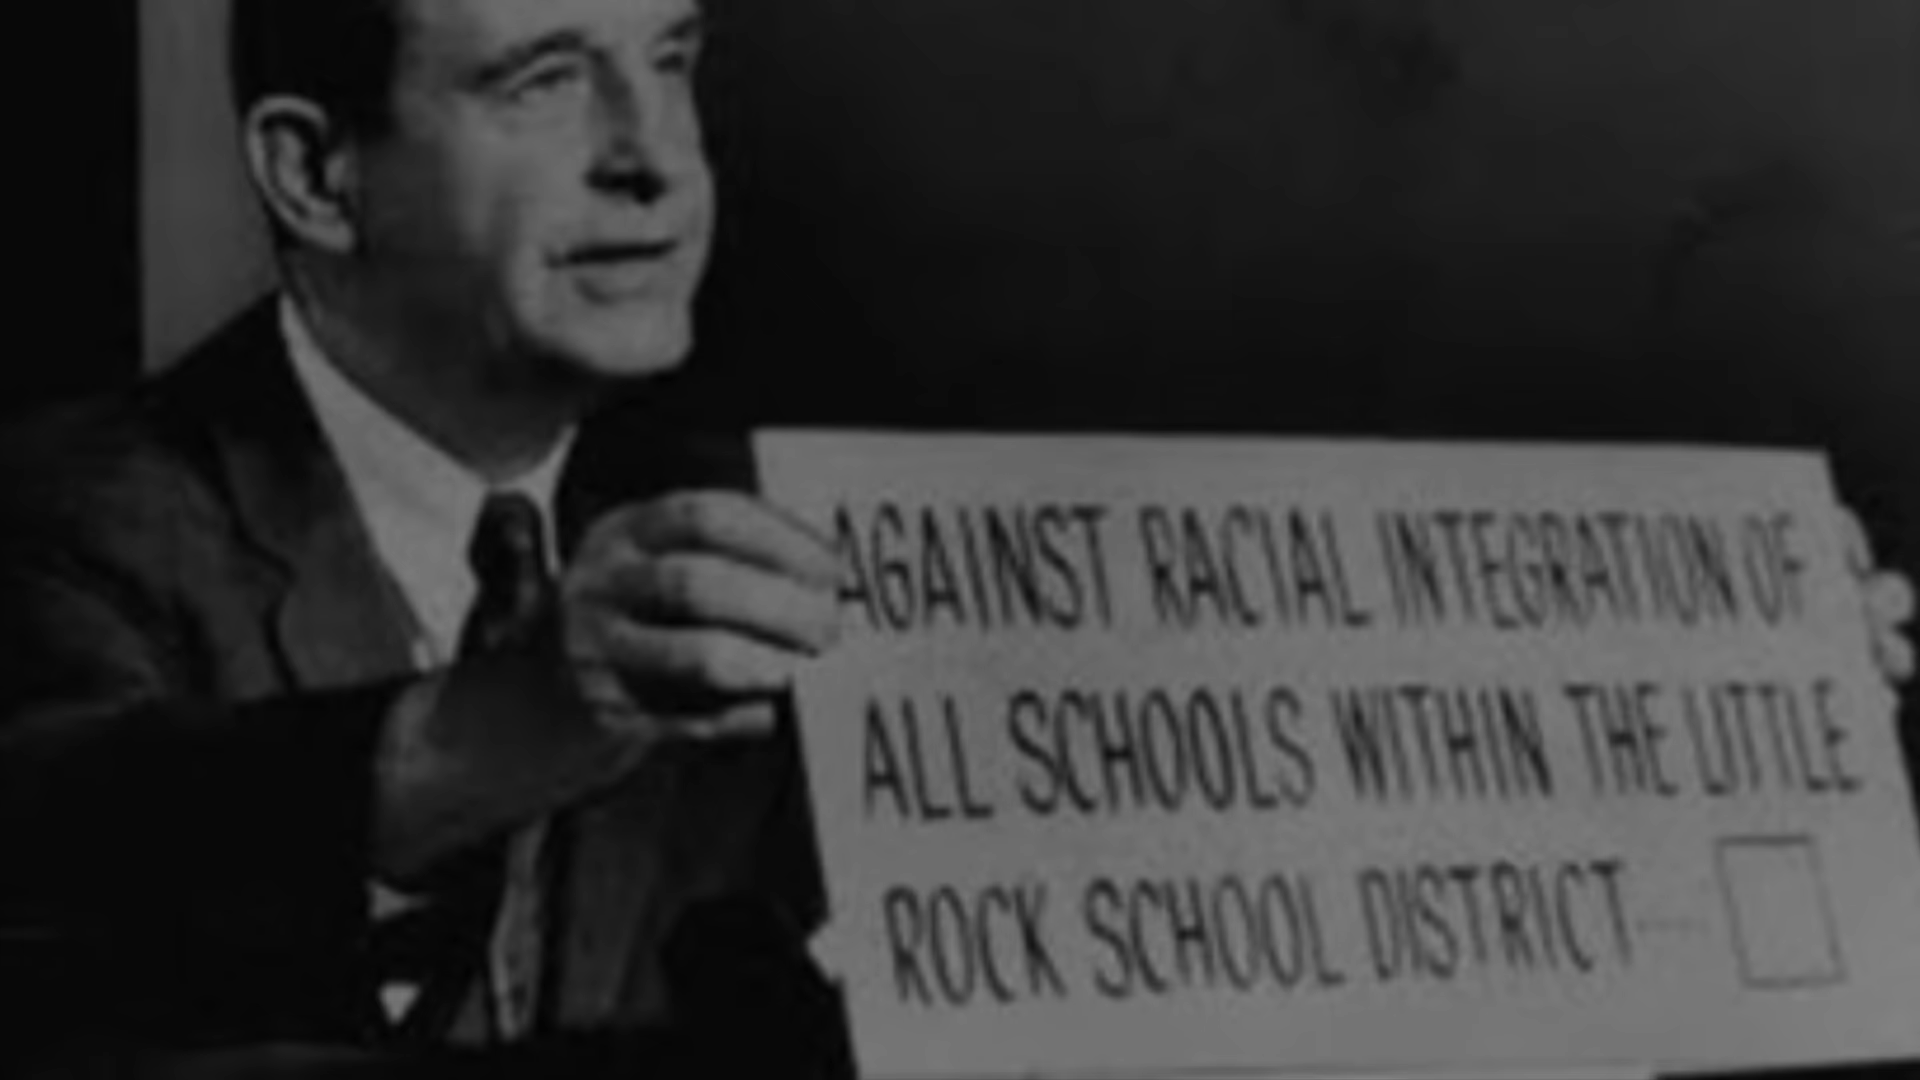 AGAINST RACIAL INTEGRATION OF
ALL SCHOOLS WITHIN THE LITTLE
ROCK SCHOOL DISTRICT